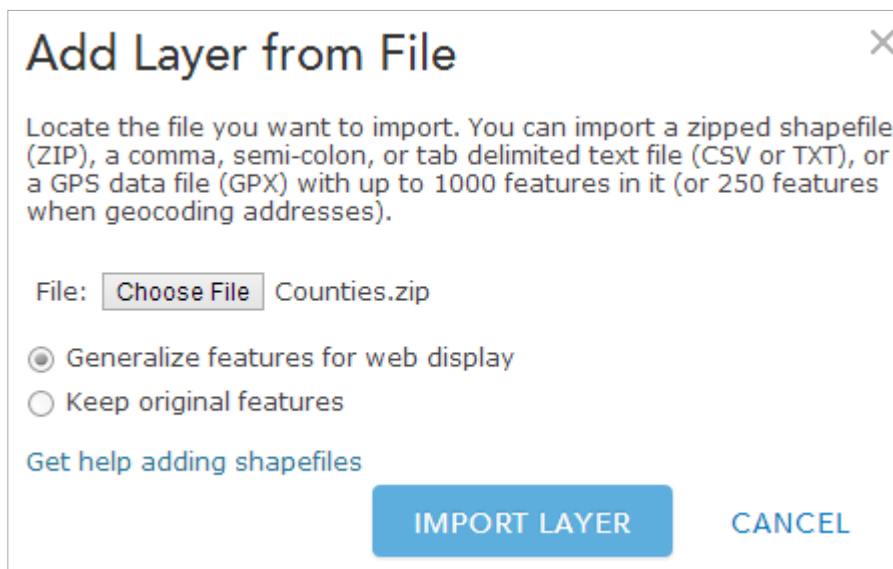 Add Layer from File
Locate the file you want to import. You can import a zipped shapefile
(ZIP), a comma, semi-colon, or tab delimited text file (CSV or TXT), or
a GPS data file (GPX) with up to 1000 features in it (or 250 features
when geocoding addresses).
File: Choose File Counties.zip
Generalize features for web display
Keep original features
Get help adding shapefiles
IMPORT LAYER CANCEL